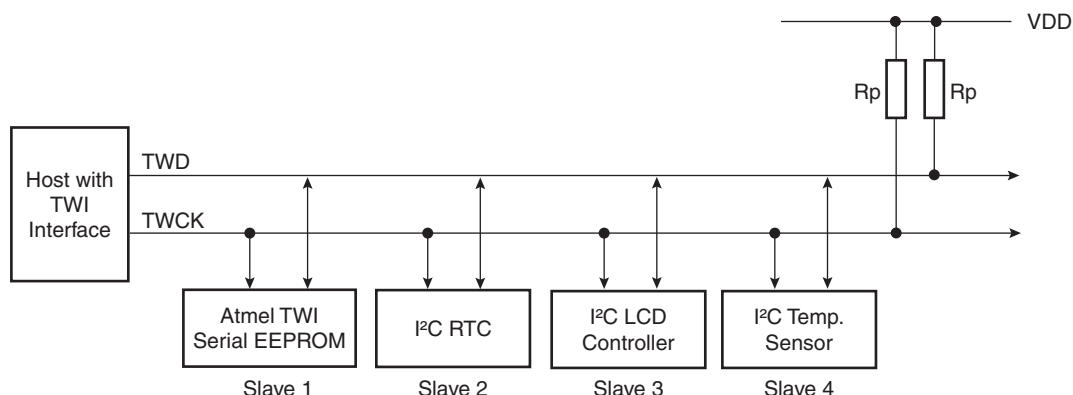 VDD
Rp
Rp
Host with
TWI
Interface
TWD
TWCK
Atmel TWI
Serial EEPROM
I²C RTC
I²C LCD
Controller
I²C Temp.
Sensor
Slave 1
Slave 2
Slave 3
Slave 4